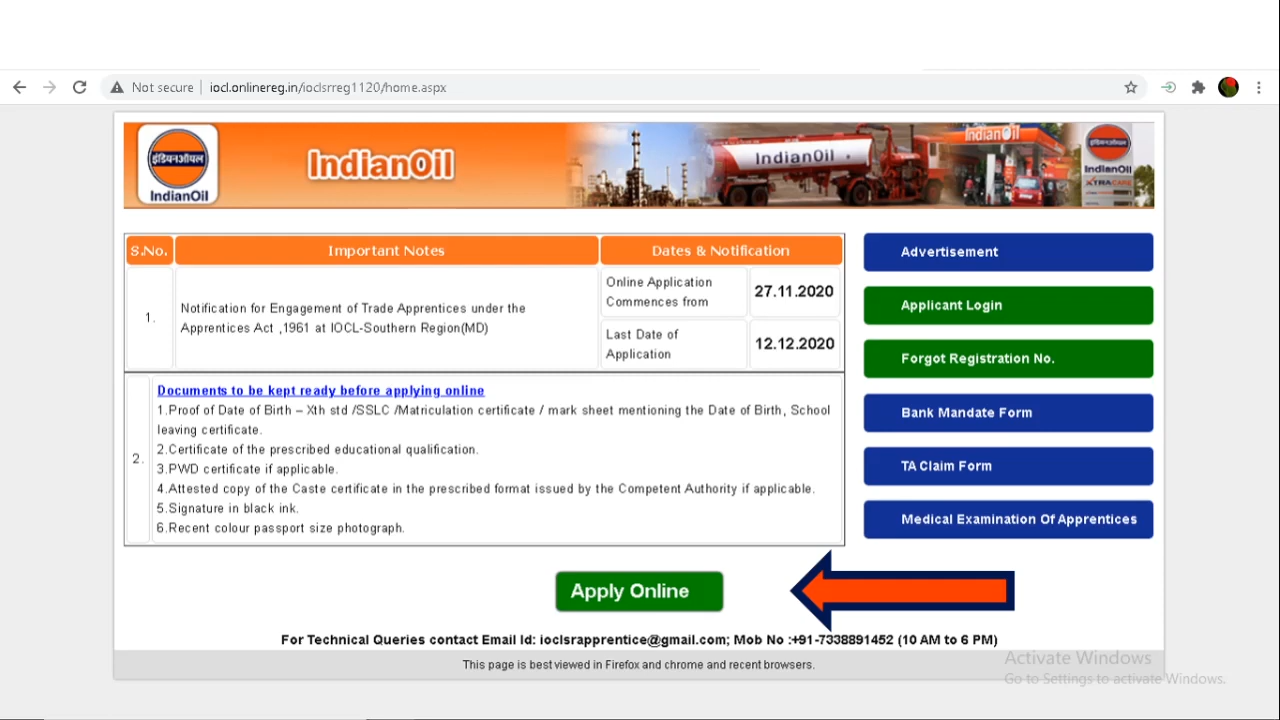 Not secure
iocl.onlinereg.in/ioclsrreg1120/home.aspx
इंडियनऑयल
IndianOil
IndianOil
IndianOil
IndianOil
IndianOil
XTRACARE
S.No.
Important Notes
Dates & Notification
1.
Notification for Engagement of Trade Apprentices under the
Apprentices Act ,1961 at IOCL-Southern Region(MD)
Online Application
Commences from
27.11.2020
Last Date of
Application
12.12.2020
2.
Documents to be kept ready before applying online
1.Proof of Date of Birth – Xth std /SSLC /Matriculation certificate / mark sheet mentioning the Date of Birth, School
leaving certificate.
2.Certificate of the prescribed educational qualification.
3.PWD certificate if applicable.
4.Attested copy of the Caste certificate in the prescribed format issued by the Competent Authority if applicable.
5.Signature in black ink.
6.Recent colour passport size photograph.
Advertisement
Applicant Login
Forgot Registration No.
Bank Mandate Form
TA Claim Form
Medical Examination Of Apprentices
Apply Online
For Technical Queries contact Email Id: ioclsrapprentice@gmail.com; Mob No :+91-7338891452 (10 AM to 6 PM)
This page is best viewed in Firefox and chrome and recent browsers.
Activate Windows
Go to Settings to activate Windows.